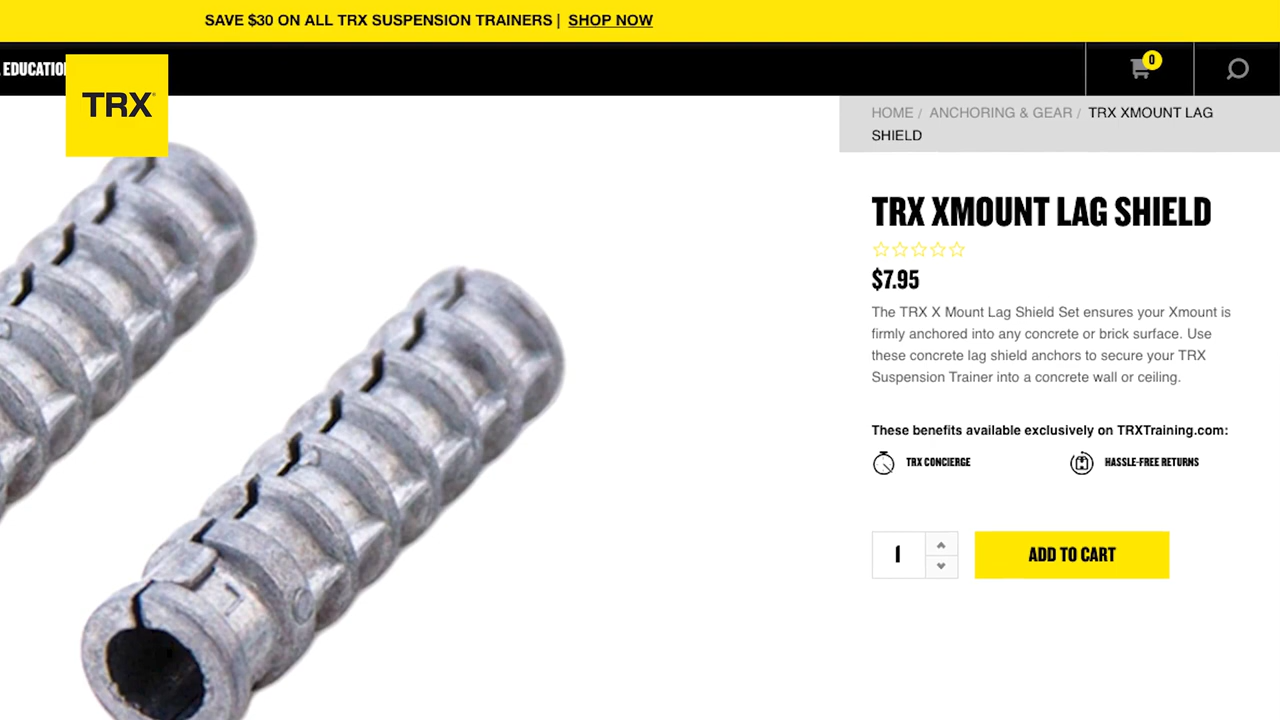 SAVE $30 ON ALL TRX SUSPENSION TRAINERS | SHOP NOW
EDUCATION
TRX
0
HOME / ANCHORING & GEAR / TRX XMOUNT LAG
SHIELD
TRX XMOUNT LAG SHIELD
$7.95
The TRX X Mount Lag Shield Set ensures your Xmount is
firmly anchored into any concrete or brick surface. Use
these concrete lag shield anchors to secure your TRX
Suspension Trainer into a concrete wall or ceiling.
These benefits available exclusively on TRXTraining.com:
TRX CONCIERGE
HASSLE-FREE RETURNS
1
ADD TO CART